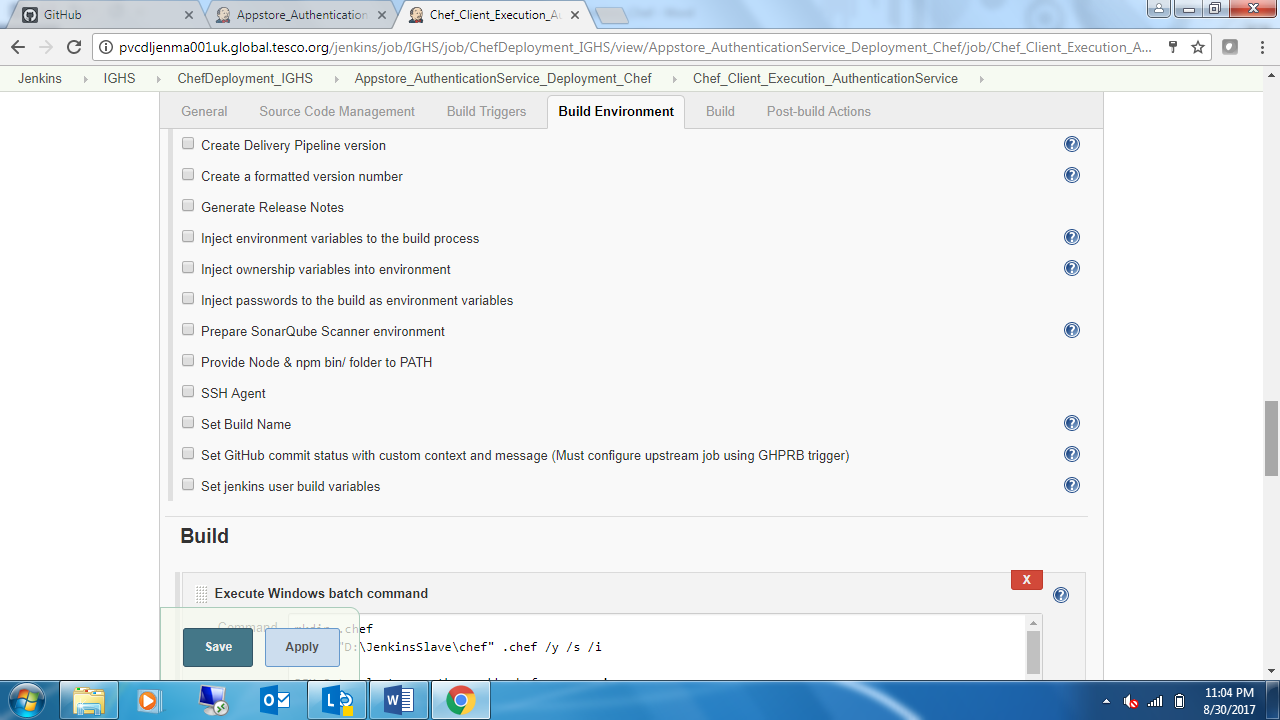 GitHub
Appstore_Authentication
Chef_Client_Execution_Au
pvcdljenma001uk.global.tesco.org/jenkins/job/IGHS/job/ChefDeployment_IGHS/view/Appstore_AuthenticationService_Deployment_Chef/job/Chef_Client_Execution_A...
Jenkins IGHS ChefDeployment_IGHS Appstore_AuthenticationService_Deployment_Chef Chef_Client_Execution_AuthenticationService
General Source Code Management Build Triggers Build Environment Build Post-build Actions
Create Delivery Pipeline version
Create a formatted version number
Generate Release Notes
Inject environment variables to the build process
Inject ownership variables into environment
Inject passwords to the build as environment variables
Prepare SonarQube Scanner environment
Provide Node & npm bin/ folder to PATH
SSH Agent
Set Build Name
Set GitHub commit status with custom context and message (Must configure upstream job using GHPRB trigger)
Set jenkins user build variables
Build
X
Execute Windows batch command
Command
mkdir .chef
"D:\JenkinsSlave\chef" .chef /y /s /i
Save Apply
11:04 PM
8/30/2017